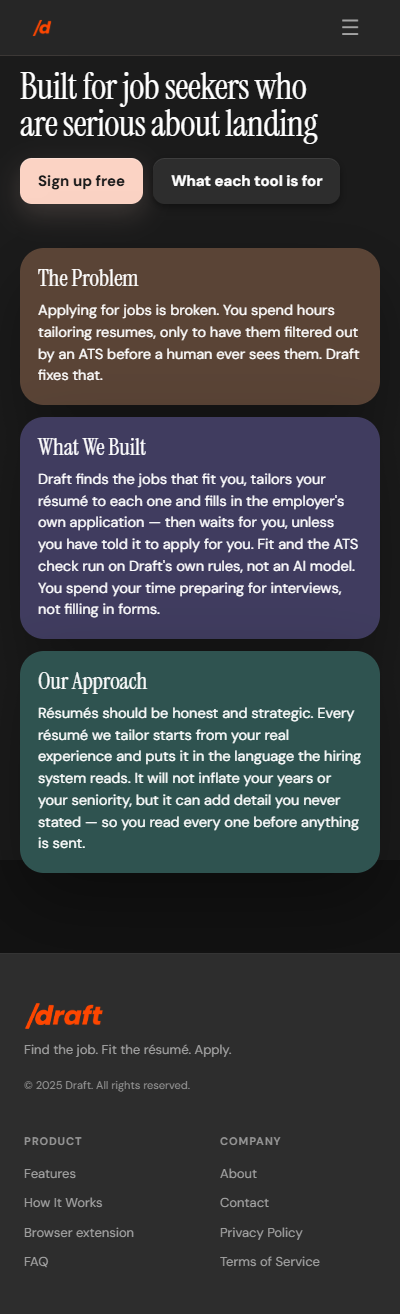 /d
Built for job seekers who
are serious about landing
Sign up free
What each tool is for
The Problem
Applying for jobs is broken. You spend hours
tailoring resumes, only to have them filtered out
by an ATS before a human ever sees them. Draft
fixes that.
What We Built
Draft finds the jobs that fit you, tailors your
résumé to each one and fills in the employer's
own application — then waits for you, unless
you have told it to apply for you. Fit and the ATS
check run on Draft's own rules, not an AI model.
You spend your time preparing for interviews,
not filling in forms.
Our Approach
Résumés should be honest and strategic. Every
résumé we tailor starts from your real
experience and puts it in the language the hiring
system reads. It will not inflate your years or
your seniority, but it can add detail you never
stated — so you read every one before anything
is sent.
/draft
Find the job. Fit the résumé. Apply.
© 2025 Draft. All rights reserved.
PRODUCT
Features
How It Works
Browser extension
FAQ
COMPANY
About
Contact
Privacy Policy
Terms of Service